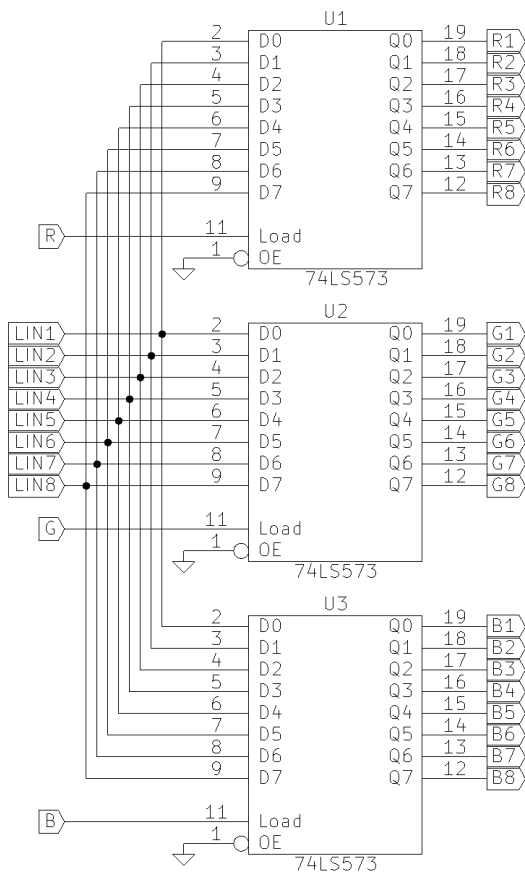 U1
2 D0 Q0 19 R1
3 D1 Q1 18 R2
4 D2 Q2 17 R3
5 D3 Q3 16 R4
6 D4 Q4 15 R5
7 D5 Q5 14 R6
8 D6 Q6 13 R7
9 D7 Q7 12 R8
R 11 Load
1 OE
74LS573
U2
LIN1 2 D0 Q0 19 G1
LIN2 3 D1 Q1 18 G2
LIN3 4 D2 Q2 17 G3
LIN4 5 D3 Q3 16 G4
LIN5 6 D4 Q4 15 G5
LIN6 7 D5 Q5 14 G6
LIN7 8 D6 Q6 13 G7
LIN8 9 D7 Q7 12 G8
G 11 Load
1 OE
74LS573
U3
2 D0 Q0 19 B1
3 D1 Q1 18 B2
4 D2 Q2 17 B3
5 D3 Q3 16 B4
6 D4 Q4 15 B5
7 D5 Q5 14 B6
8 D6 Q6 13 B7
9 D7 Q7 12 B8
B 11 Load
1 OE
74LS573